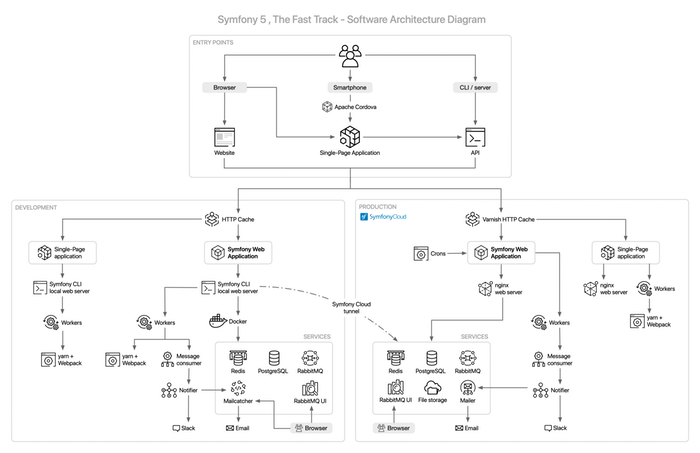 Symfony 5 , The Fast Track - Software Architecture Diagram
ENTRY POINTS
Browser
Smartphone
CLI / server
Apache Cordova
Website
Single-Page Application
API
DEVELOPMENT
HTTP Cache
Single-Page
application
Symfony Web
Application
Symfony CLI
local web server
Symfony CLI
local web server
Workers
Workers
Docker
yarn +
Webpack
yarn +
Webpack
Message
consumer
Notifier
Slack
SERVICES
Redis
PostgreSQL
RabbitMQ
Mailcatcher
RabbitMQ UI
Email
Browser
Symfony Cloud
tunnel
PRODUCTION
SymfonyCloud
Varnish HTTP Cache
Crons
Symfony Web
Application
Single-Page
application
nginx
web server
nginx
web server
Workers
yarn +
Webpack
Workers
Message
consumer
Notifier
Slack
SERVICES
Redis
PostgreSQL
RabbitMQ
RabbitMQ UI
File storage
Mailer
Browser
Email